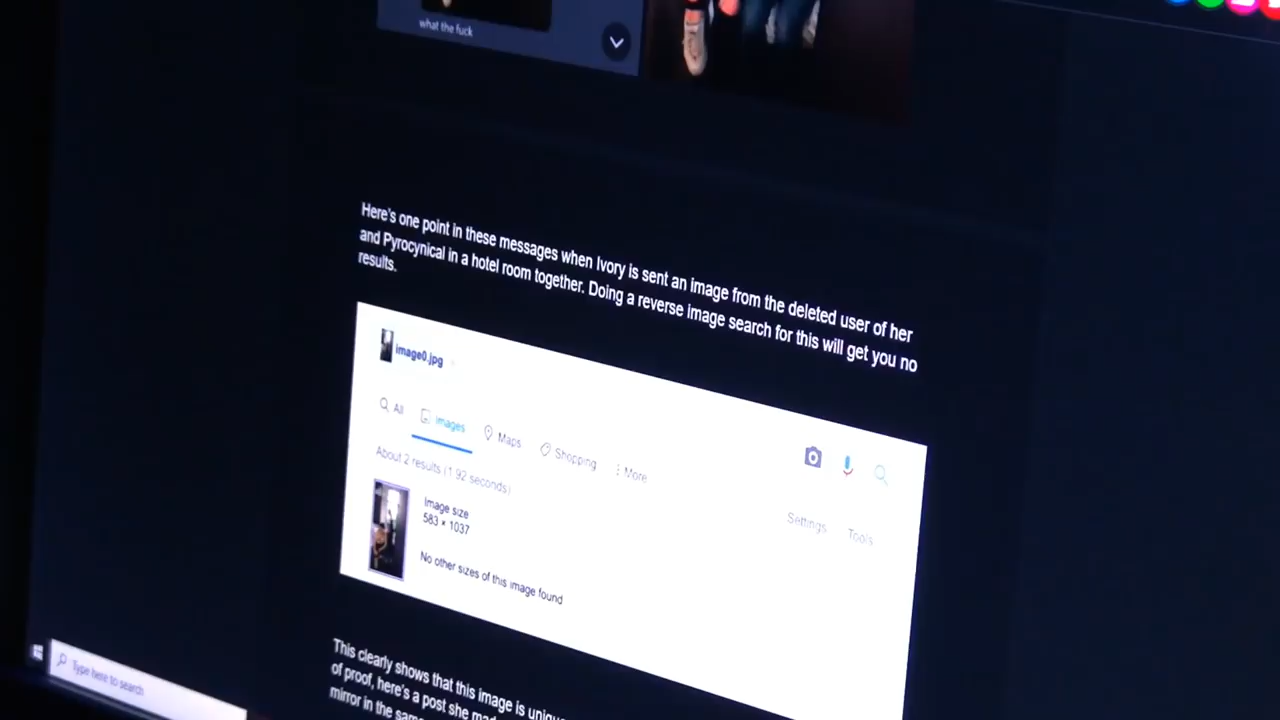 what the fuck
Here's one point in these messages when Ivory is sent an image from the deleted user of her
and Pyrocynical in a hotel room together. Doing a reverse image search for this will get you no
results.
image0.jpg
All Images Maps Shopping More
Settings Tools
About 2 results (1.92 seconds)
Image size
583 × 1037
No other sizes of this image found
This clearly shows that this image is
of proof, here's a post she
mirror in the
Type here to search